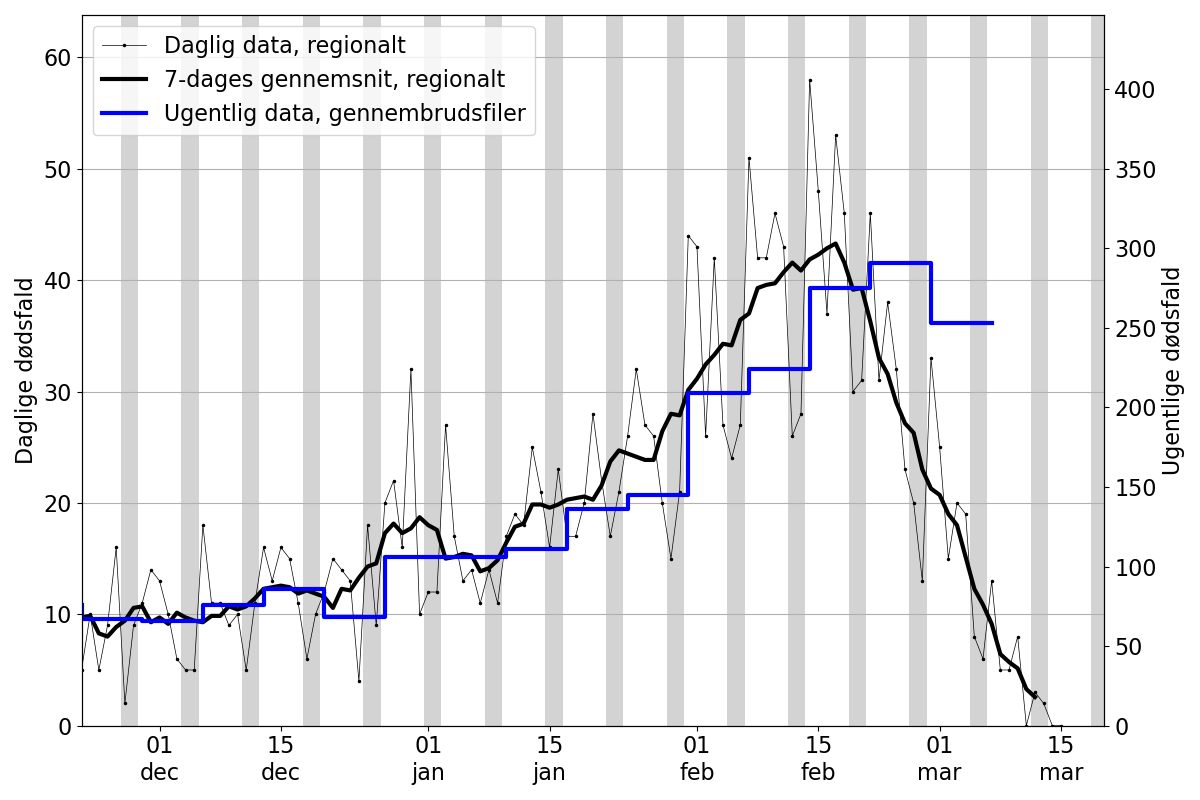 Daglig data, regionalt
7-dages gennemsnit, regionalt
Ugentlig data, gennembrudsfiler
Daglige dødsfald
60
50
40
30
20
10
0
Ugentlige dødsfald
400
350
300
250
200
150
100
50
0
01 15 01 15 01 15 01 15
dec dec jan jan feb feb mar mar